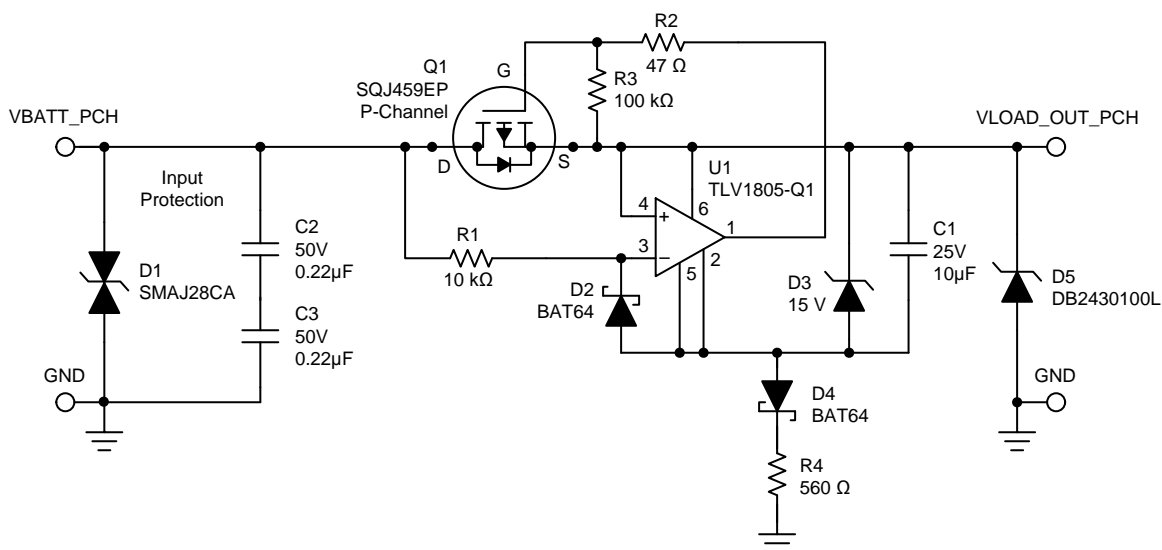 R2
47 Ω
Q1
SQJ459EP
P-Channel
G
R3
100 kΩ
VBATT_PCH
D
S
VLOAD_OUT_PCH
U1
TLV1805-Q1
Input
Protection
4
+
6
1
3
–
5
2
R1
10 kΩ
C2
50V
0.22µF
C1
25V
10µF
D1
SMAJ28CA
D2
BAT64
D3
15 V
D5
DB2430100L
C3
50V
0.22µF
GND
GND
D4
BAT64
R4
560 Ω